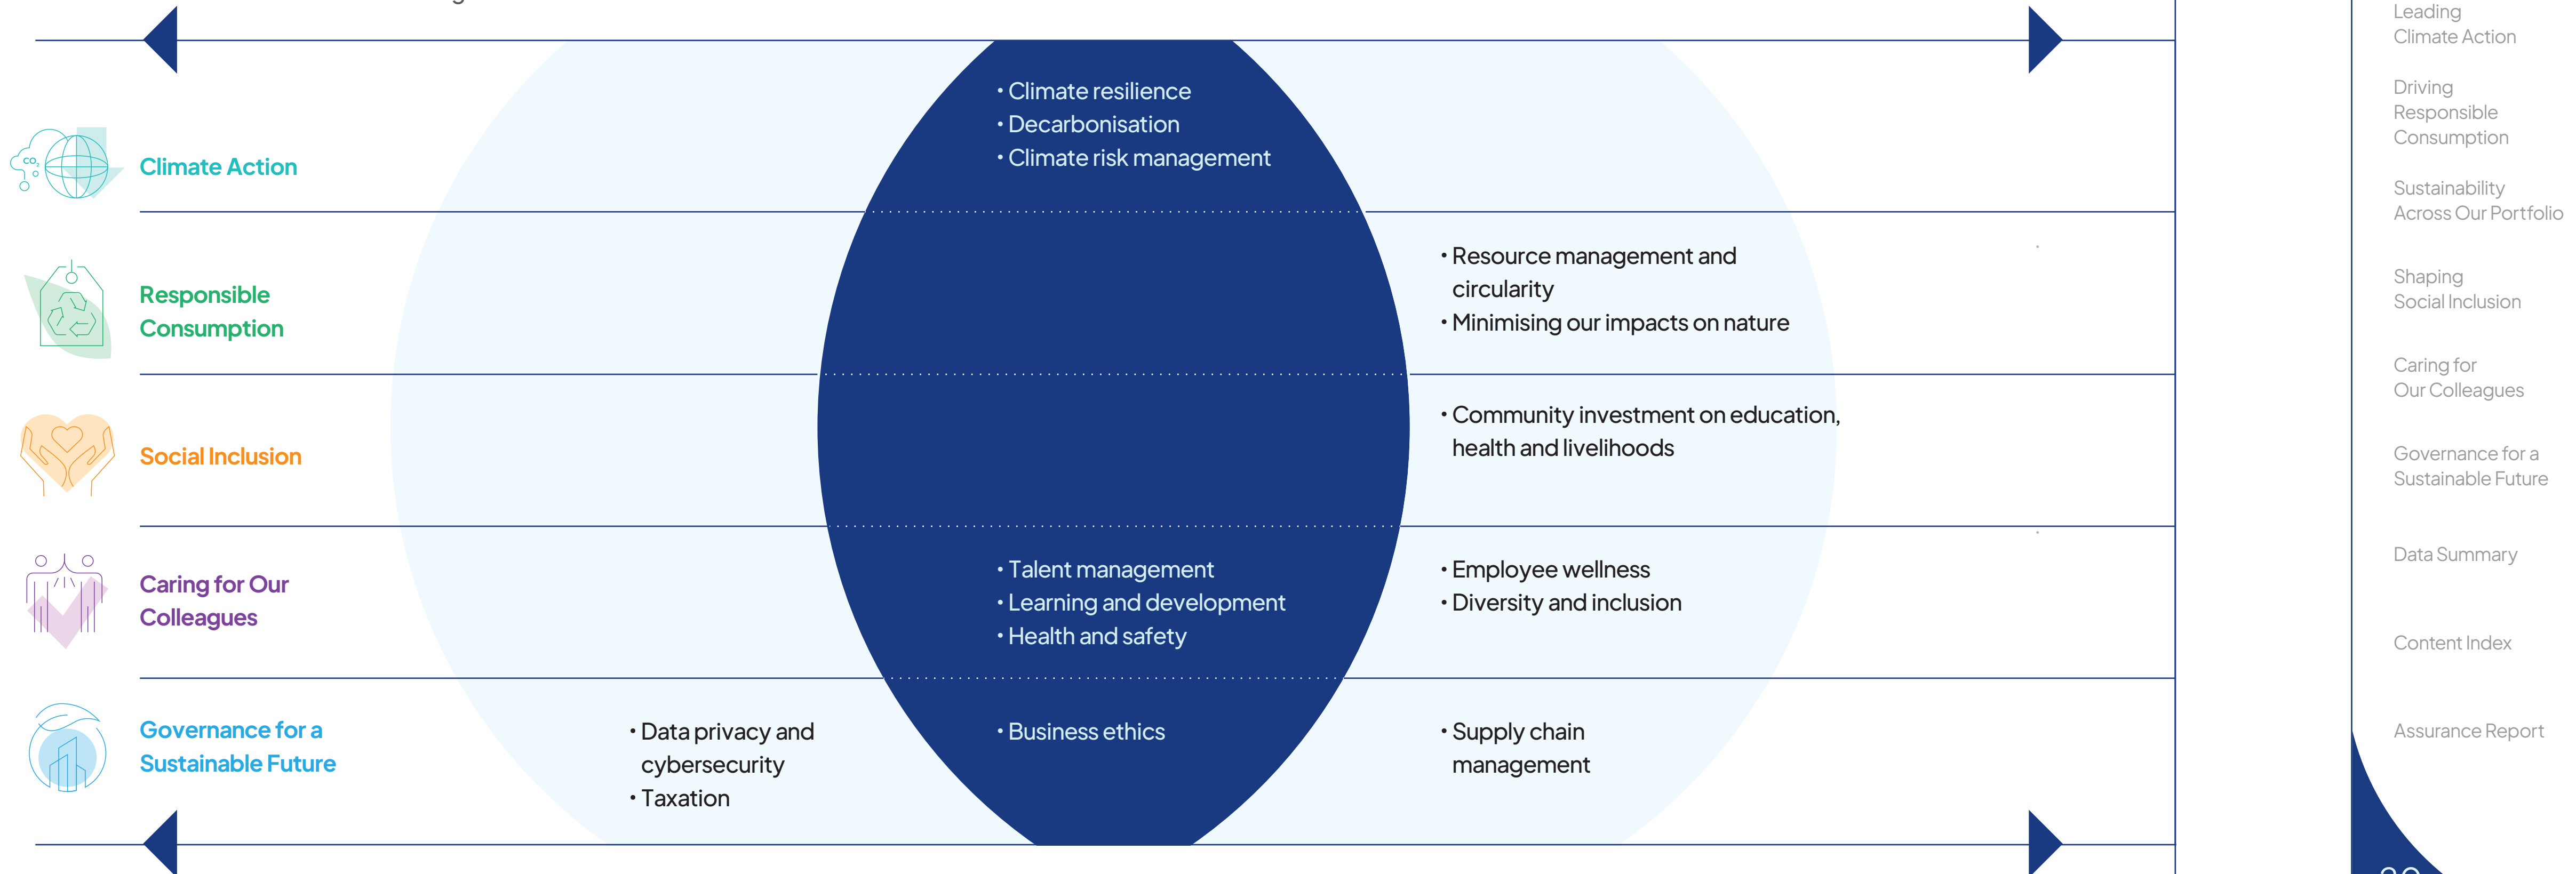 CO2
Climate Action
• Climate resilience
• Decarbonisation
• Climate risk management
Responsible
Consumption
• Resource management and
circularity
• Minimising our impacts on nature
Social Inclusion
• Community investment on education,
health and livelihoods
Caring for Our
Colleagues
• Talent management
• Learning and development
• Health and safety
• Employee wellness
• Diversity and inclusion
Governance for a
Sustainable Future
• Data privacy and
cybersecurity
• Taxation
• Business ethics
• Supply chain
management
Leading
Climate Action
Driving
Responsible
Consumption
Sustainability
Across Our Portfolio
Shaping
Social Inclusion
Caring for
Our Colleagues
Governance for a
Sustainable Future
Data Summary
Content Index
Assurance Report